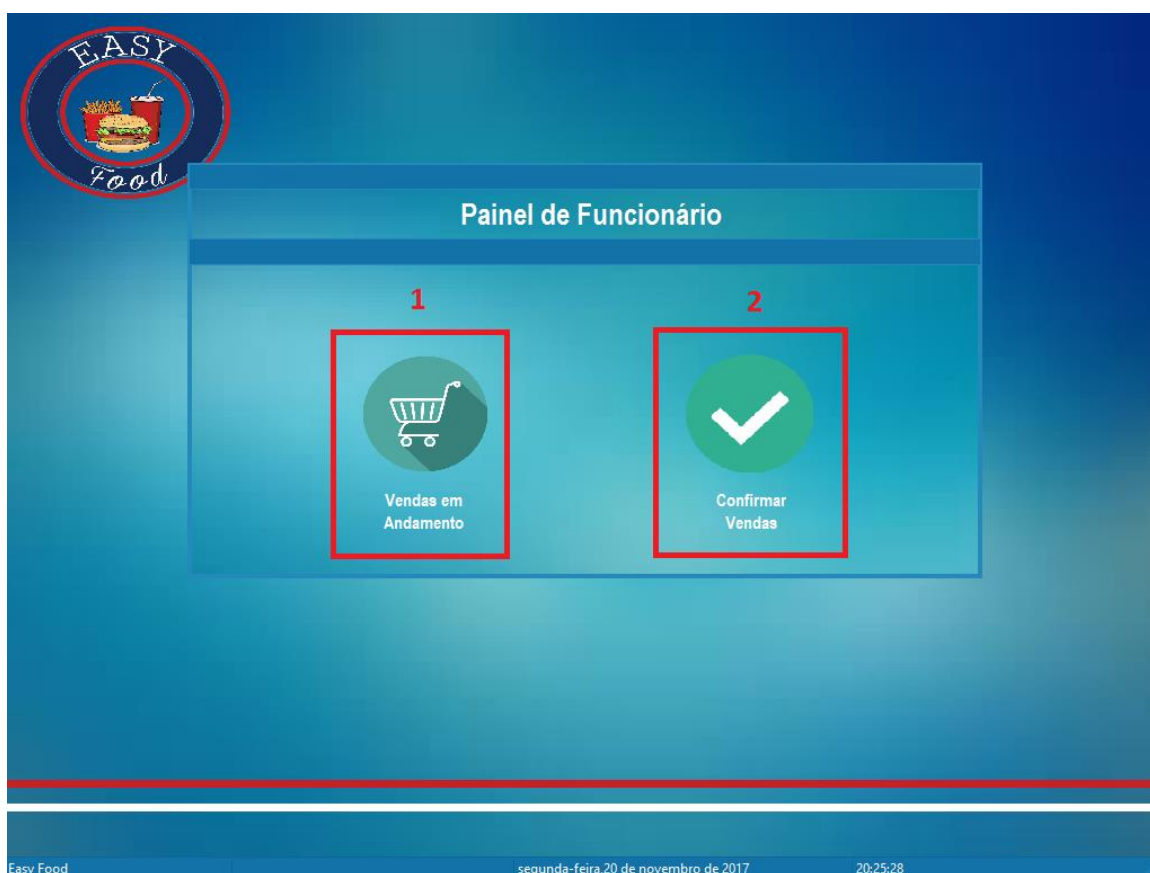 EASY
Food
Painel de Funcionário
1
2
Vendas em
Andamento
Confirmar
Vendas
Easy Food
segunda-feira,20 de novembro de 2017
20:25:28